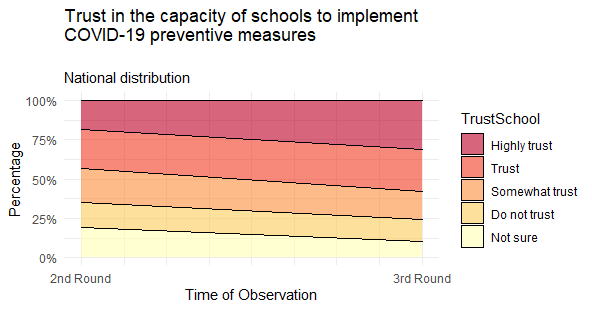 Trust in the capacity of schools to implement
COVID-19 preventive measures
National distribution
100%
75%
50%
25%
0%
Percentage
2nd Round
3rd Round
Time of Observation
TrustSchool
Highly trust
Trust
Somewhat trust
Do not trust
Not sure